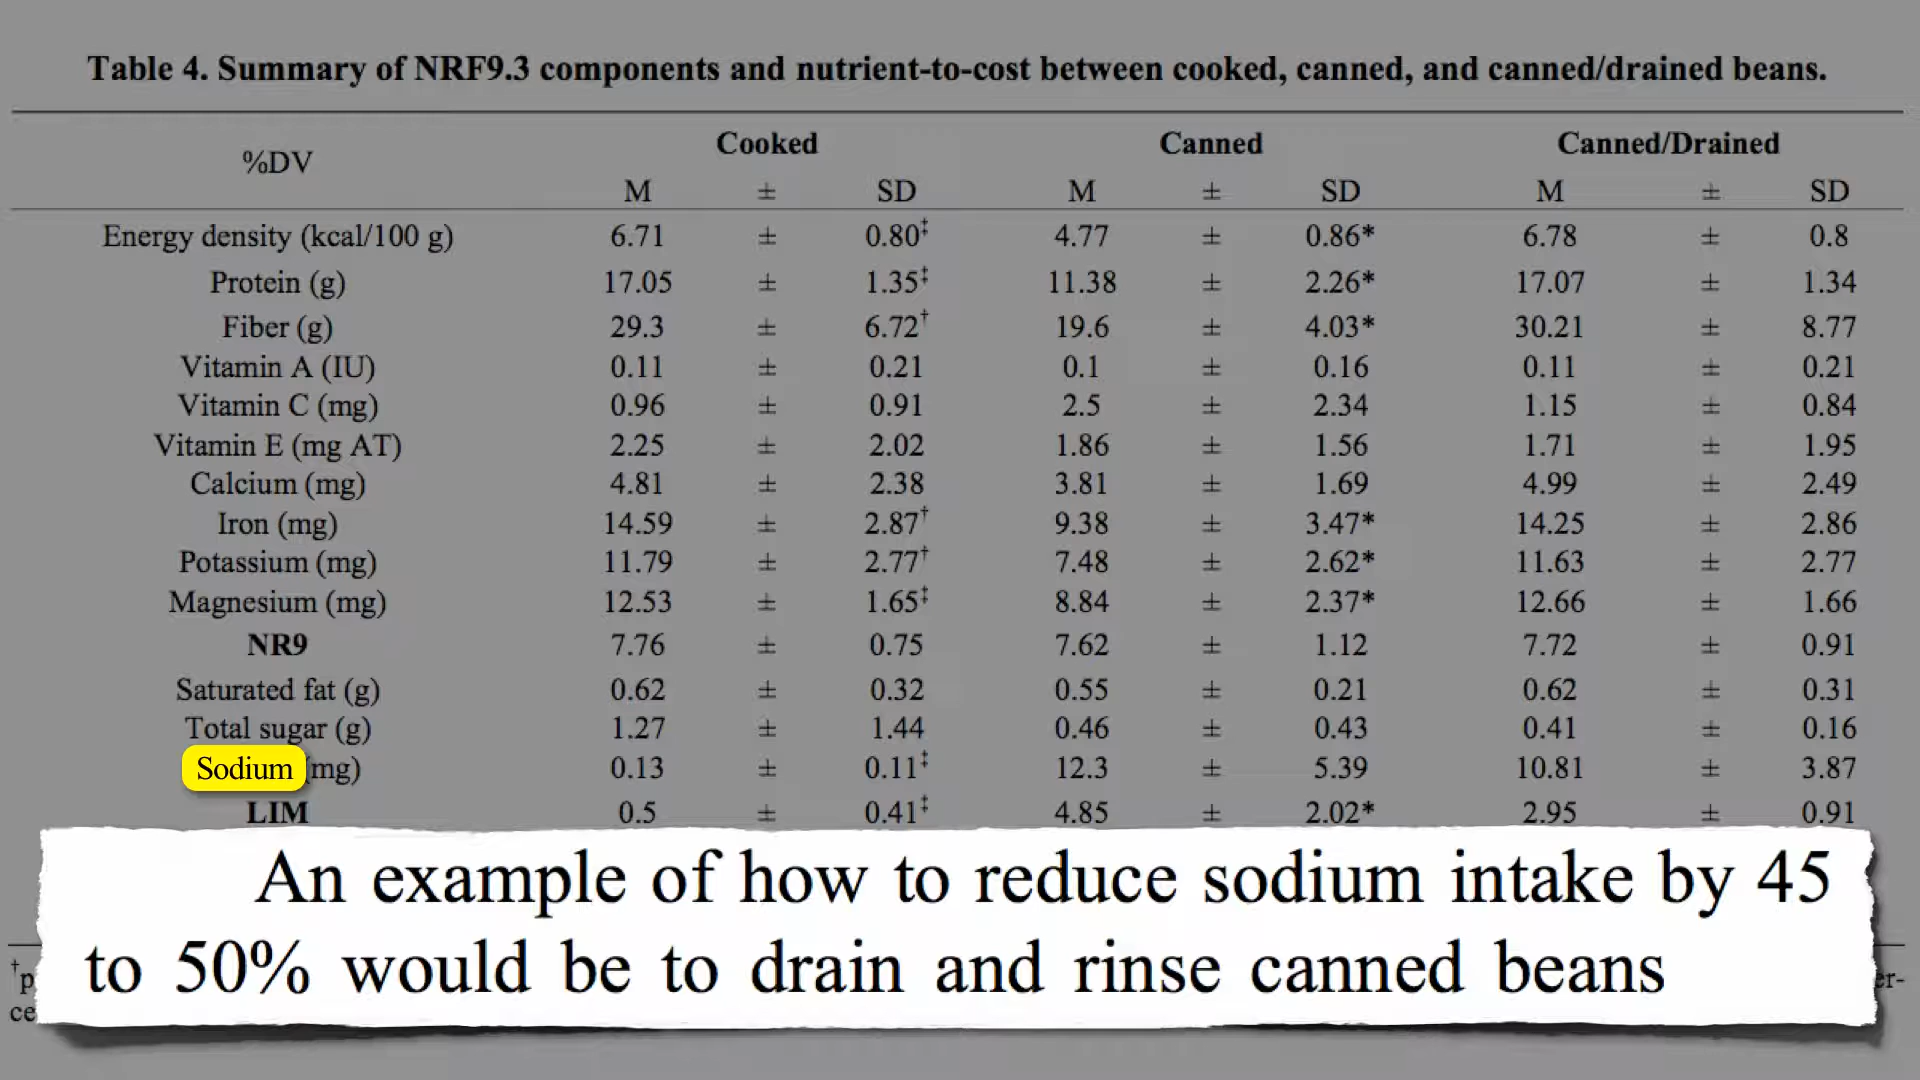 Table 4. Summary of NRF9.3 components and nutrient-to-cost between cooked, canned, and canned/drained beans.
%DV Cooked Canned Canned/Drained
M ± SD M ± SD M ± SD
Energy density (kcal/100 g) 6.71 ± 0.80‡ 4.77 ± 0.86* 6.78 ± 0.8
Protein (g) 17.05 ± 1.35‡ 11.38 ± 2.26* 17.07 ± 1.34
Fiber (g) 29.3 ± 6.72† 19.6 ± 4.03* 30.21 ± 8.77
Vitamin A (IU) 0.11 ± 0.21 0.1 ± 0.16 0.11 ± 0.21
Vitamin C (mg) 0.96 ± 0.91 2.5 ± 2.34 1.15 ± 0.84
Vitamin E (mg AT) 2.25 ± 2.02 1.86 ± 1.56 1.71 ± 1.95
Calcium (mg) 4.81 ± 2.38 3.81 ± 1.69 4.99 ± 2.49
Iron (mg) 14.59 ± 2.87† 9.38 ± 3.47* 14.25 ± 2.86
Potassium (mg) 11.79 ± 2.77† 7.48 ± 2.62* 11.63 ± 2.77
Magnesium (mg) 12.53 ± 1.65‡ 8.84 ± 2.37* 12.66 ± 1.66
NR9 7.76 ± 0.75 7.62 ± 1.12 7.72 ± 0.91
Saturated fat (g) 0.62 ± 0.32 0.55 ± 0.21 0.62 ± 0.31
Total sugar (g) 1.27 ± 1.44 0.46 ± 0.43 0.41 ± 0.16
Sodium (mg) 0.13 ± 0.11‡ 12.3 ± 5.39 10.81 ± 3.87
LIM 0.5 ± 0.41‡ 4.85 ± 2.02* 2.95 ± 0.91
An example of how to reduce sodium intake by 45
to 50% would be to drain and rinse canned beans